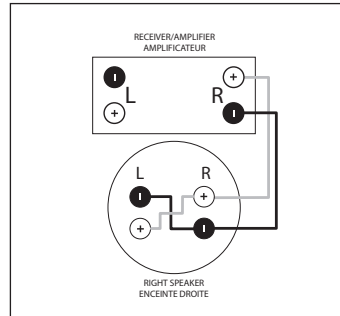 RECEIVER/AMPLIFIER
AMPLIFICATEUR
L
R
+
+
L
R
+
+
RIGHT SPEAKER
ENCEINTE DROITE